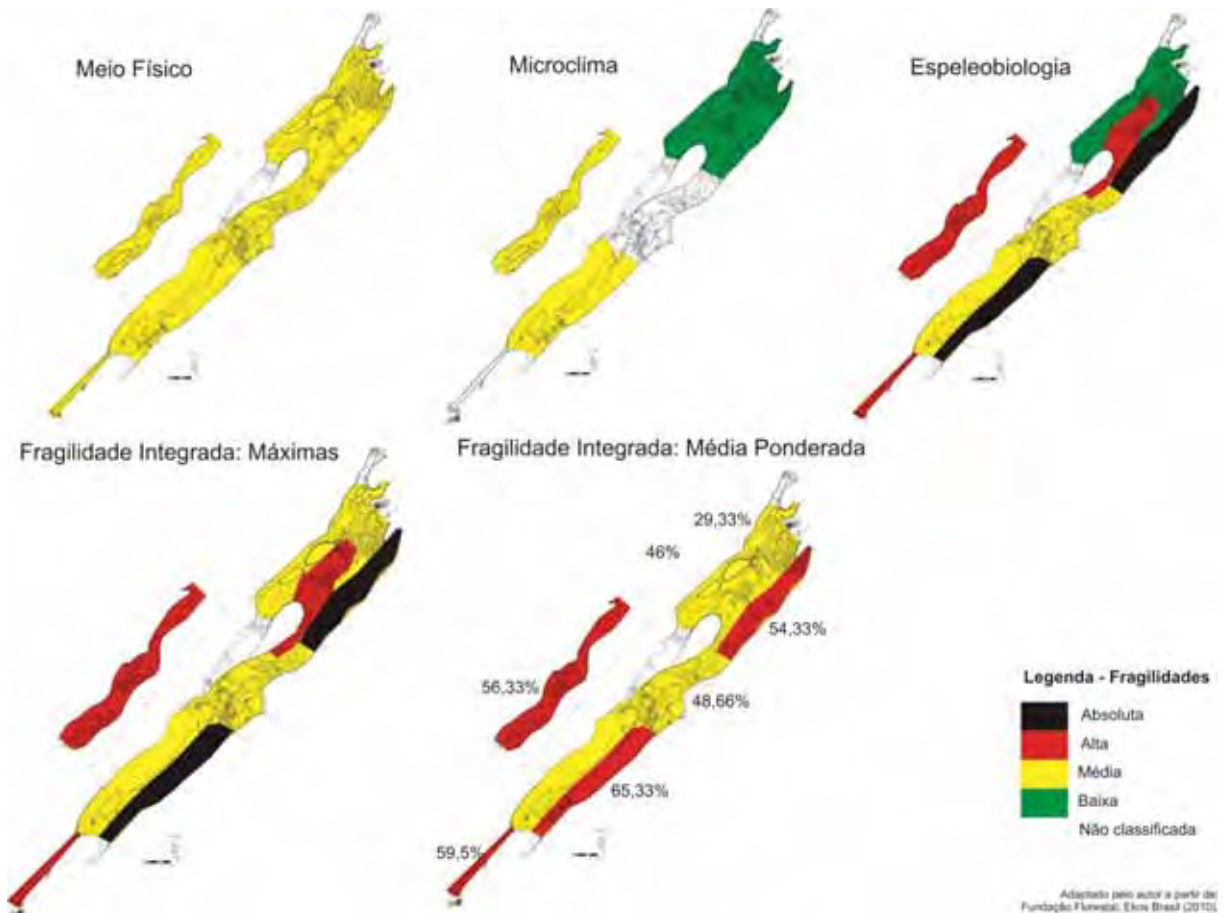 Meio Físico
Microclima
Espeleobiologia
Fragilidade Integrada: Máximas
Fragilidade Integrada: Média Ponderada
29,33%
46%
54,33%
56,33%
48,66%
65,33%
59,5%
Legenda - Fragilidades
Absoluta
Alta
Média
Baixa
Não classificada
Adaptado pelo autor a partir de:
Fundação Florestal, Ekos Brasil (2010).